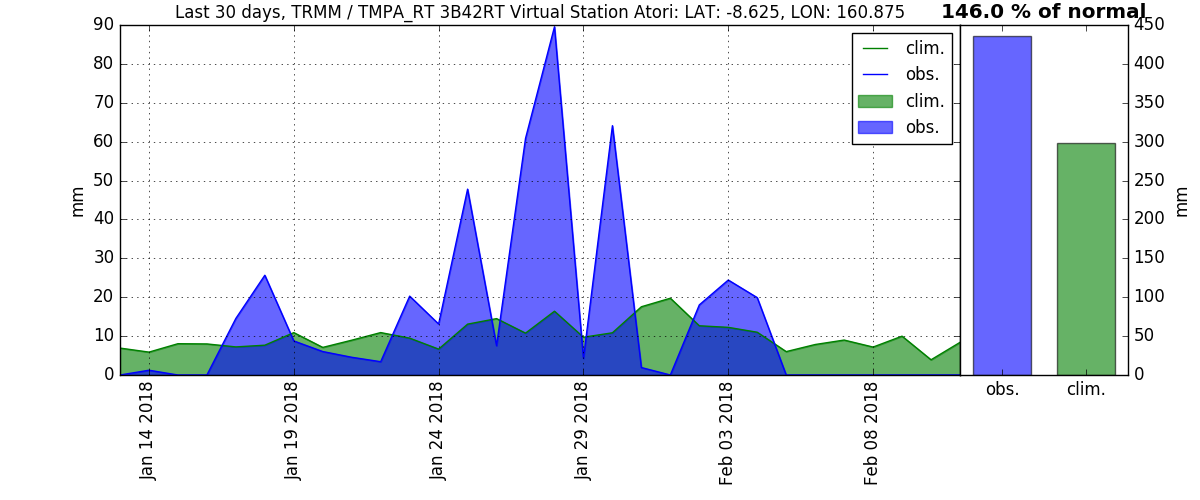 Last 30 days, TRMM / TMPA_RT 3B42RT Virtual Station Atori: LAT: -8.625, LON: 160.875
146.0 % of normal
90
80
70
60
50
40
30
20
10
0
mm
clim.
obs.
clim.
obs.
450
400
350
300
250
200
150
100
50
0
mm
Jan 14 2018
Jan 19 2018
Jan 24 2018
Jan 29 2018
Feb 03 2018
Feb 08 2018
obs.
clim.